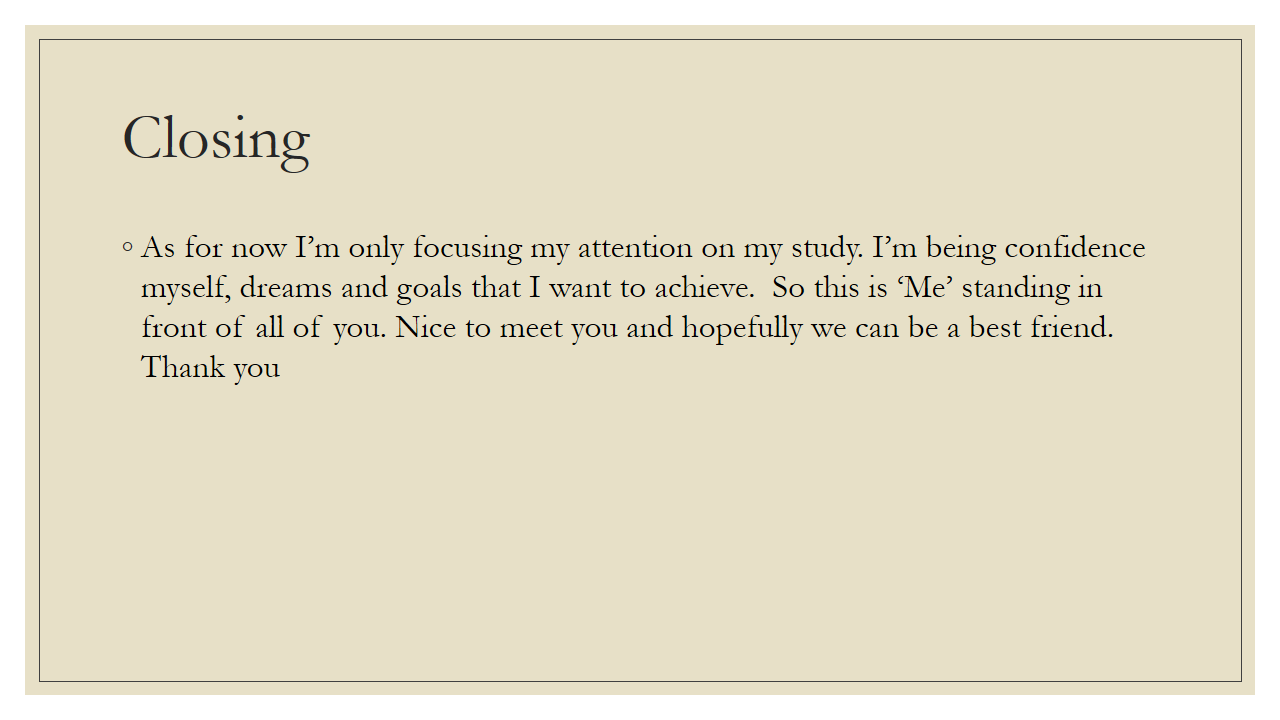 Closing
◦ As for now I’m only focusing my attention on my study. I’m being confidence
myself, dreams and goals that I want to achieve.  So this is ‘Me’ standing in
front of all of you. Nice to meet you and hopefully we can be a best friend.
Thank you